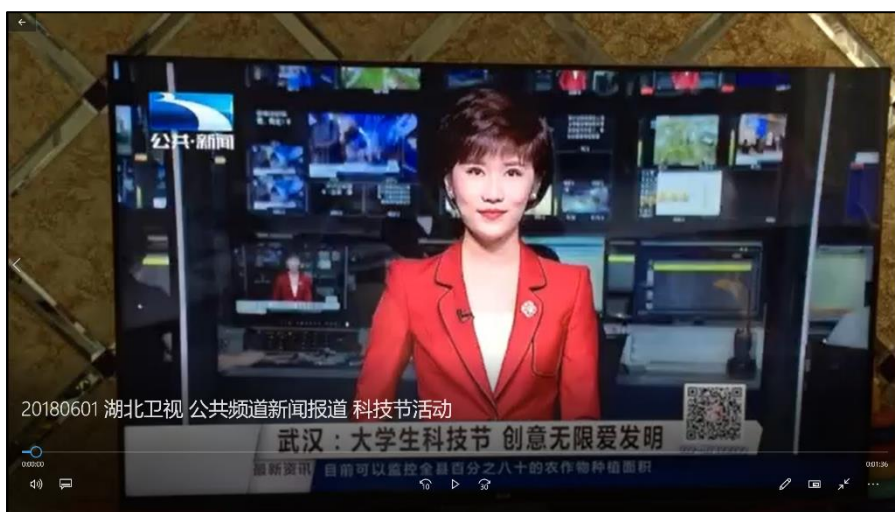 公共·新闻
20180601 湖北卫视 公共频道新闻报道 科技节活动
武汉：大学生科技节 创意无限爱发明
最新资讯 目前可以监控全县百分之八十的农作物种植面积
0:00:00
0:01:36
10
30